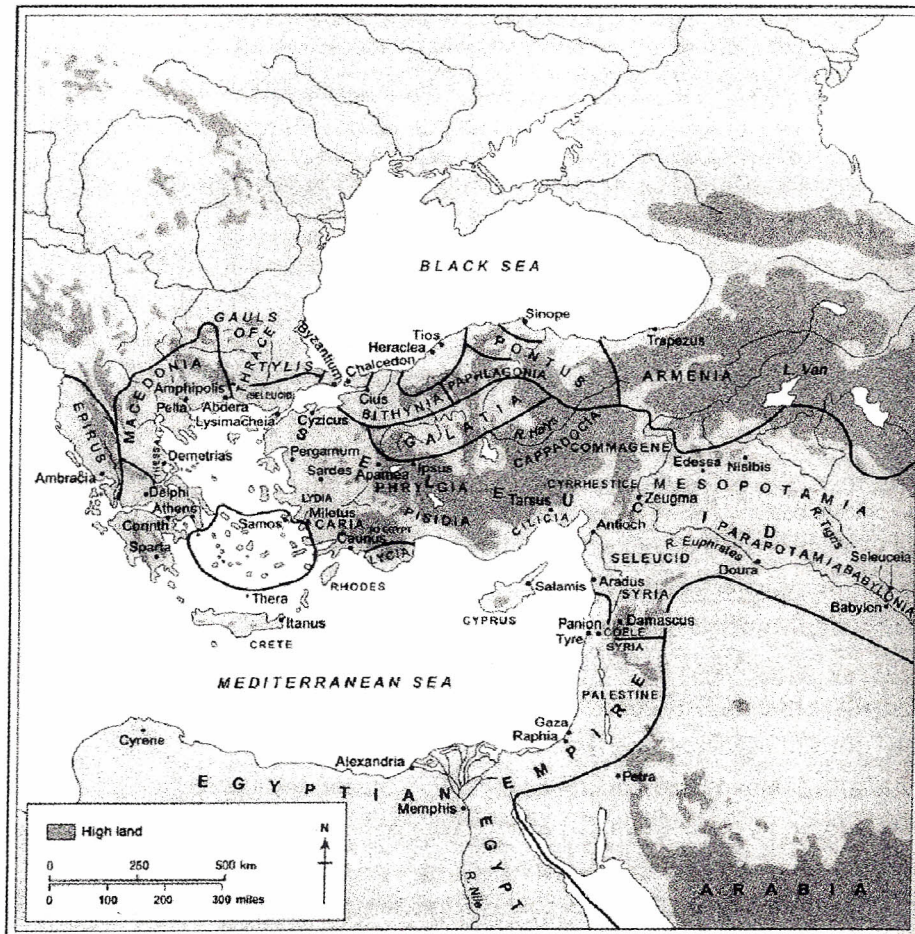 BLACK SEA
GAULS
OF
THRACE
TYLIS
(SELEUCID)
Byzantium
Chalcedon
Tios
Heraclea
Sinope
PONTUS
Trapezus
ARMENIA
L. Van
MACEDONIA
EPIRUS
Amphipolis
Pella
Abdera
Lysimacheia
Cius
BITHYNIA
PAPHLAGONIA
Cyzicus
GALATIA
R. Halys
CAPPADOCIA
COMMAGENE
Edessa
Nisibis
Pergamum
Sardes
Apamea
Ipsus
PHRYGIA
LYDIA
Demetrias
Ambracia
Delphi
Athens
Corinth
Sparta
Samos
Miletus
CARIA
Caunus
LYCIA
PISIDIA
Tarsus
CILICIA
CYRRHESTICE
Zeugma
MESOPOTAMIA
SELEUCID
R. Tigris
Seleuceia
PARAPOTAMIA
BABYLONIA
R. Euphrates
Doura
Babylon
Antioch
SELEUCID
SYRIA
RHODES
Thera
Itanus
CRETE
Salamis
CYPRUS
Aradus
Damascus
Panion
Tyre
COELE
SYRIA
MEDITERRANEAN SEA
PALESTINE
Gaza
Raphia
Cyrene
Alexandria
EGYPTIAN EMPIRE
Memphis
EGYPT
R. Nile
Petra
ARABIA
High land
N
0 250 500 km
0 100 200 300 miles